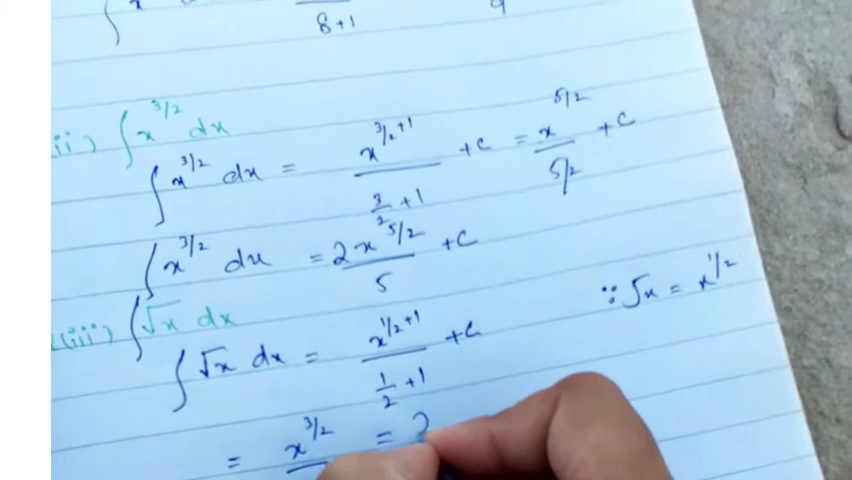 8+1
ii) ∫ x^3/2 dx
∫ x^3/2 dx = x^3/2+1 / (3/2 +1) + c = x^5/2 / 5/2 + c
∫ x^3/2 dx = 2x^5/2 / 5 + c
(iii) ∫ √x dx
∵ √x = x^1/2
∫ √x dx = x^1/2+1 / (1/2 +1) + c
= x^3/2 = 2